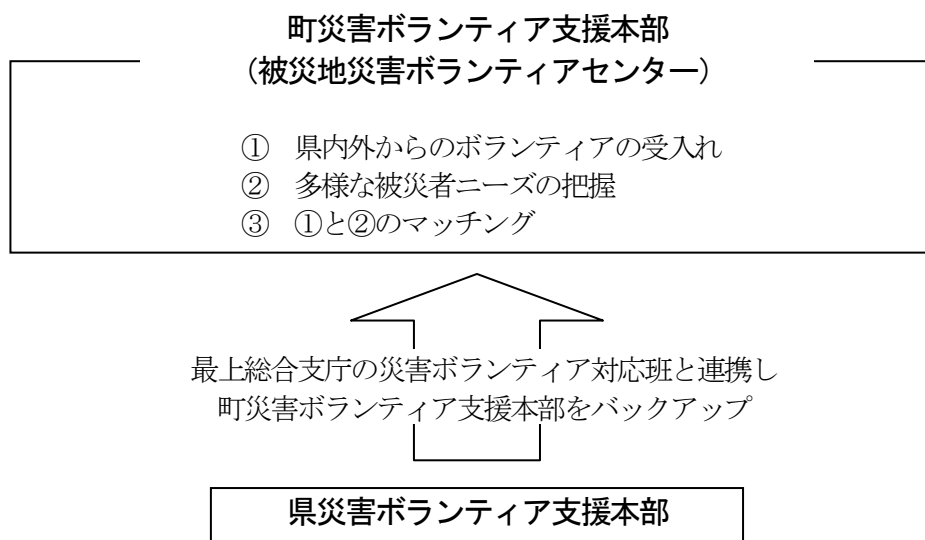 町災害ボランティア支援本部
（被災地災害ボランティアセンター）
① 県内外からのボランティアの受入れ
② 多様な被災者ニーズの把握
③ ①と②のマッチング
最上総合支庁の災害ボランティア対応班と連携し
町災害ボランティア支援本部をバックアップ
県災害ボランティア支援本部